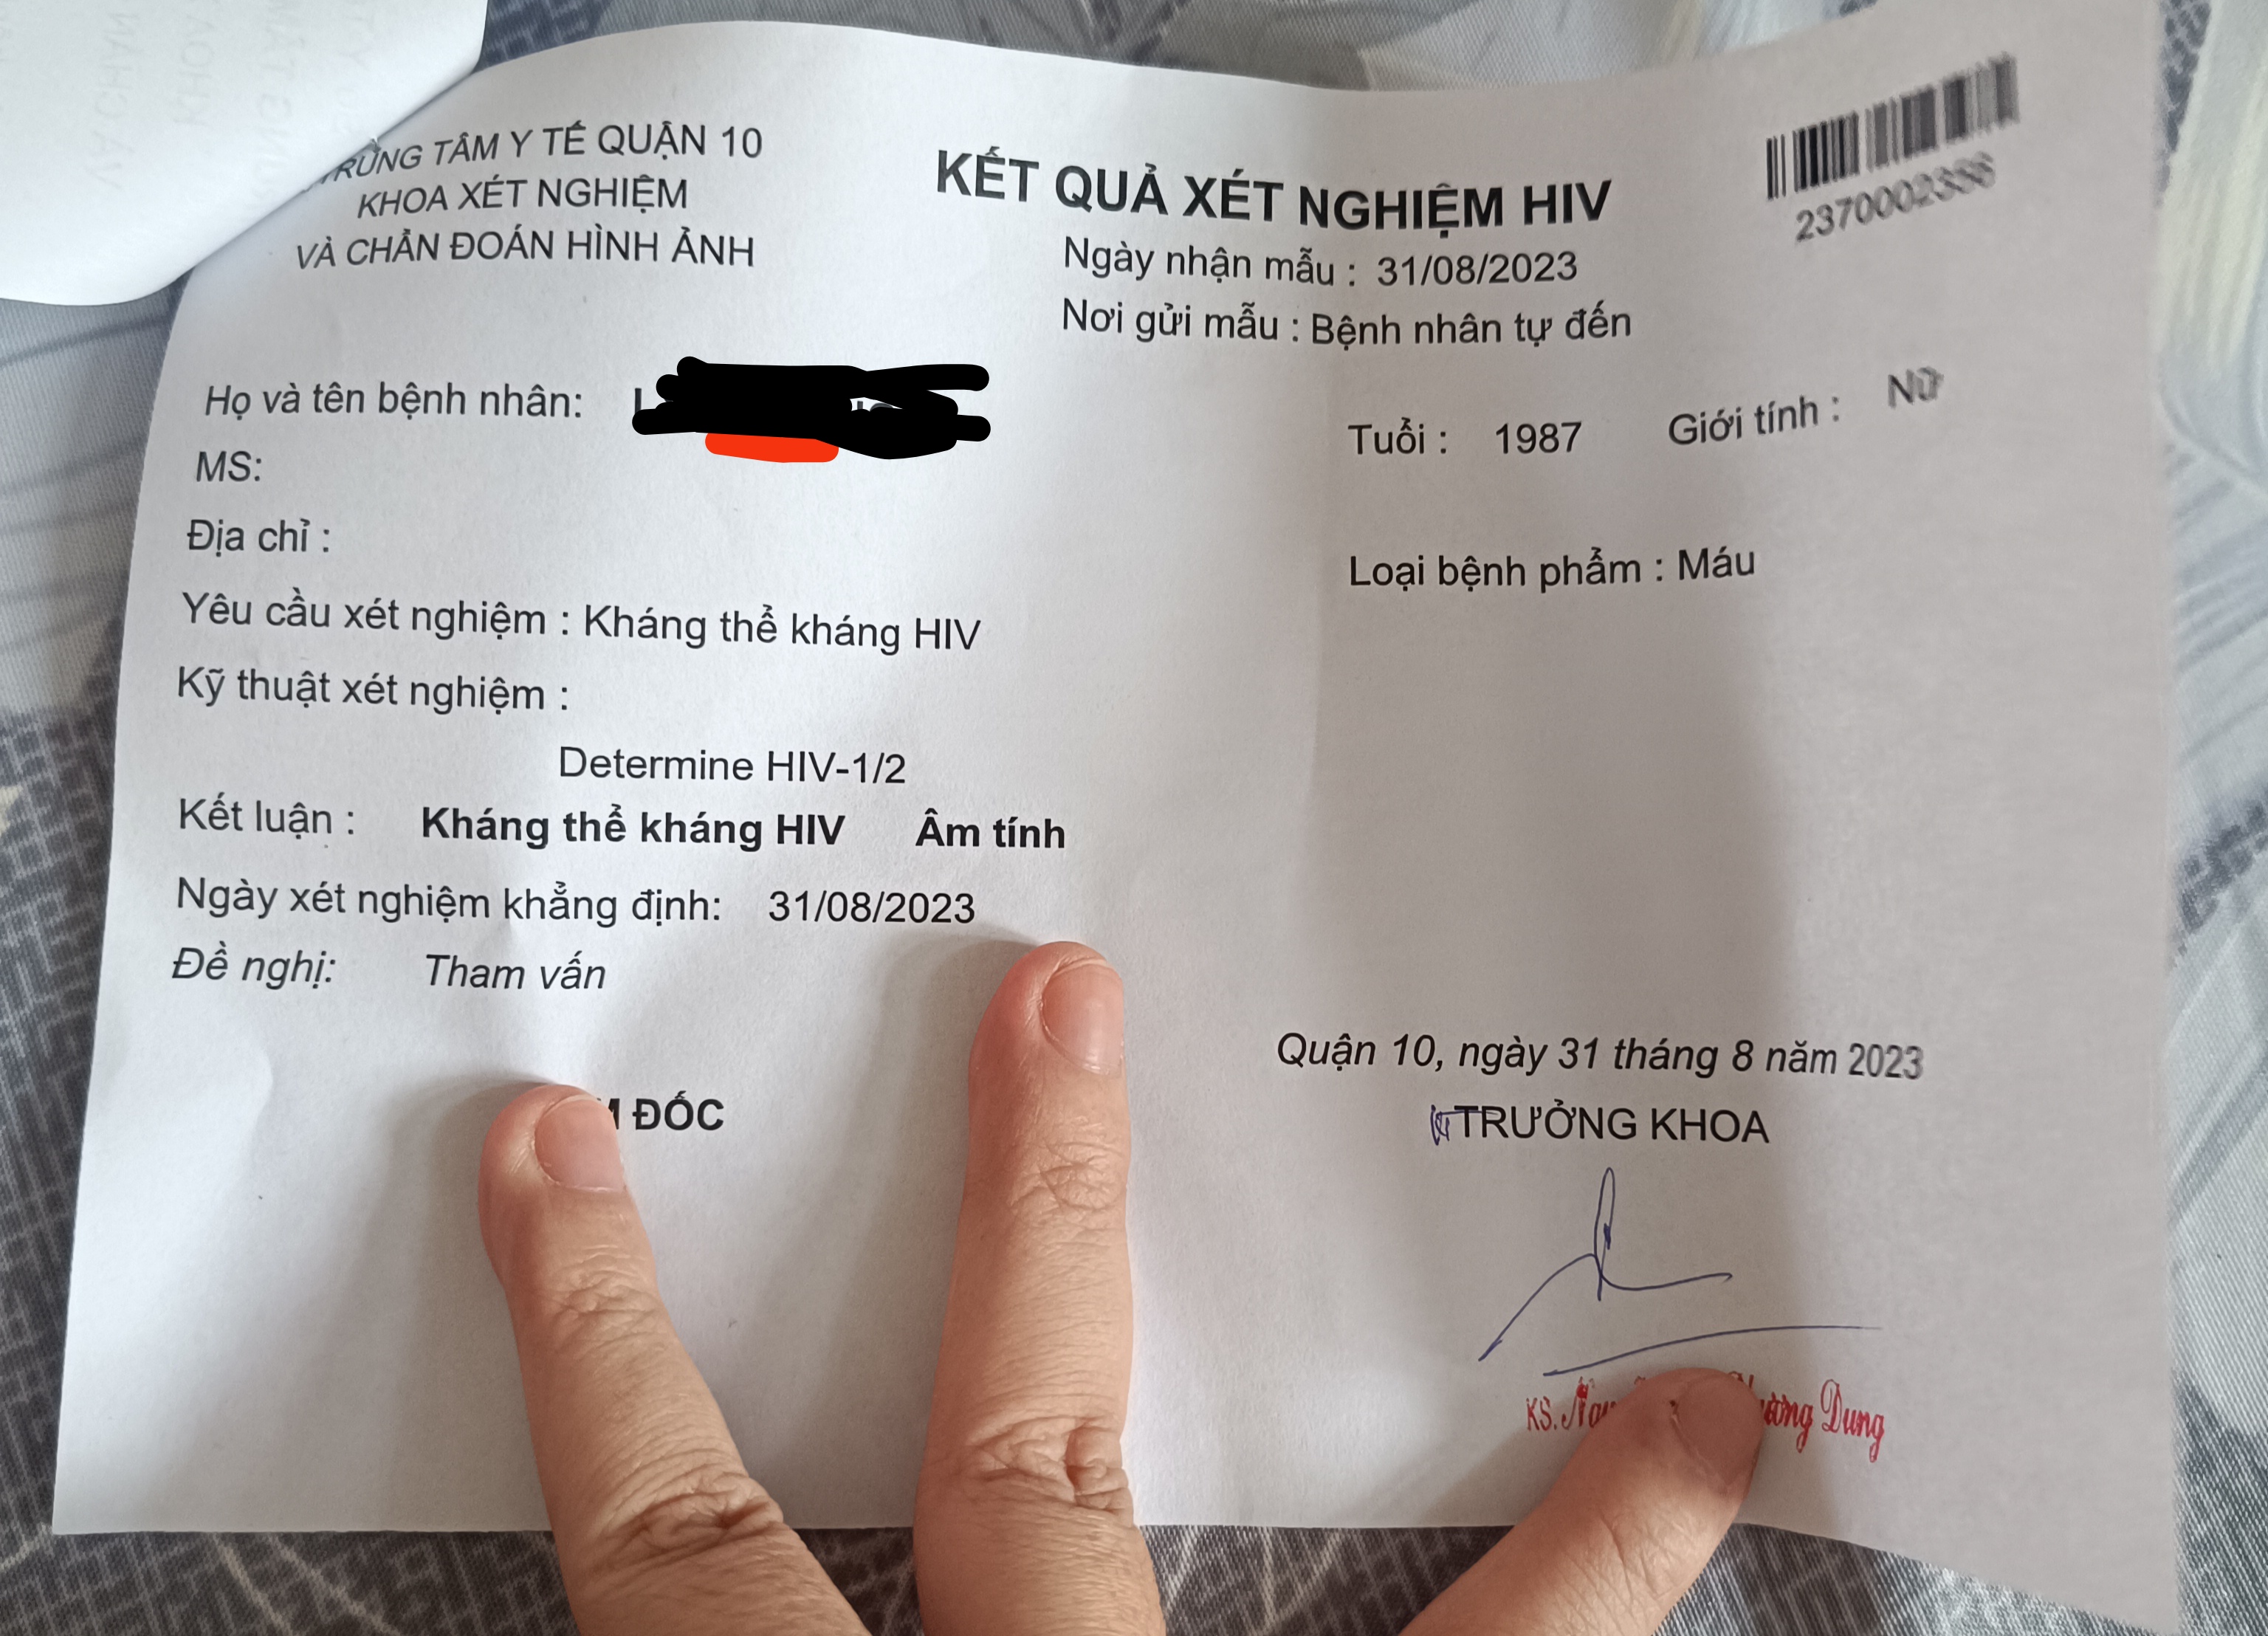 TRUNG TÂM Y TẾ QUẬN 10
KHOA XÉT NGHIỆM
VÀ CHẨN ĐOÁN HÌNH ẢNH
KẾT QUẢ XÉT NGHIỆM HIV
Ngày nhận mẫu : 31/08/2023
Nơi gửi mẫu : Bệnh nhân tự đến
Họ và tên bệnh nhân:
Tuổi : 1987 Giới tính : Nữ
MS:
Địa chỉ :
Loại bệnh phẩm : Máu
Yêu cầu xét nghiệm : Kháng thể kháng HIV
Kỹ thuật xét nghiệm :
Determine HIV-1/2
Kết luận : Kháng thể kháng HIV Âm tính
Ngày xét nghiệm khẳng định: 31/08/2023
Đề nghị: Tham vấn
Quận 10, ngày 31 tháng 8 năm 2023
ĐỐC
TRƯỞNG KHOA
KS. Dung